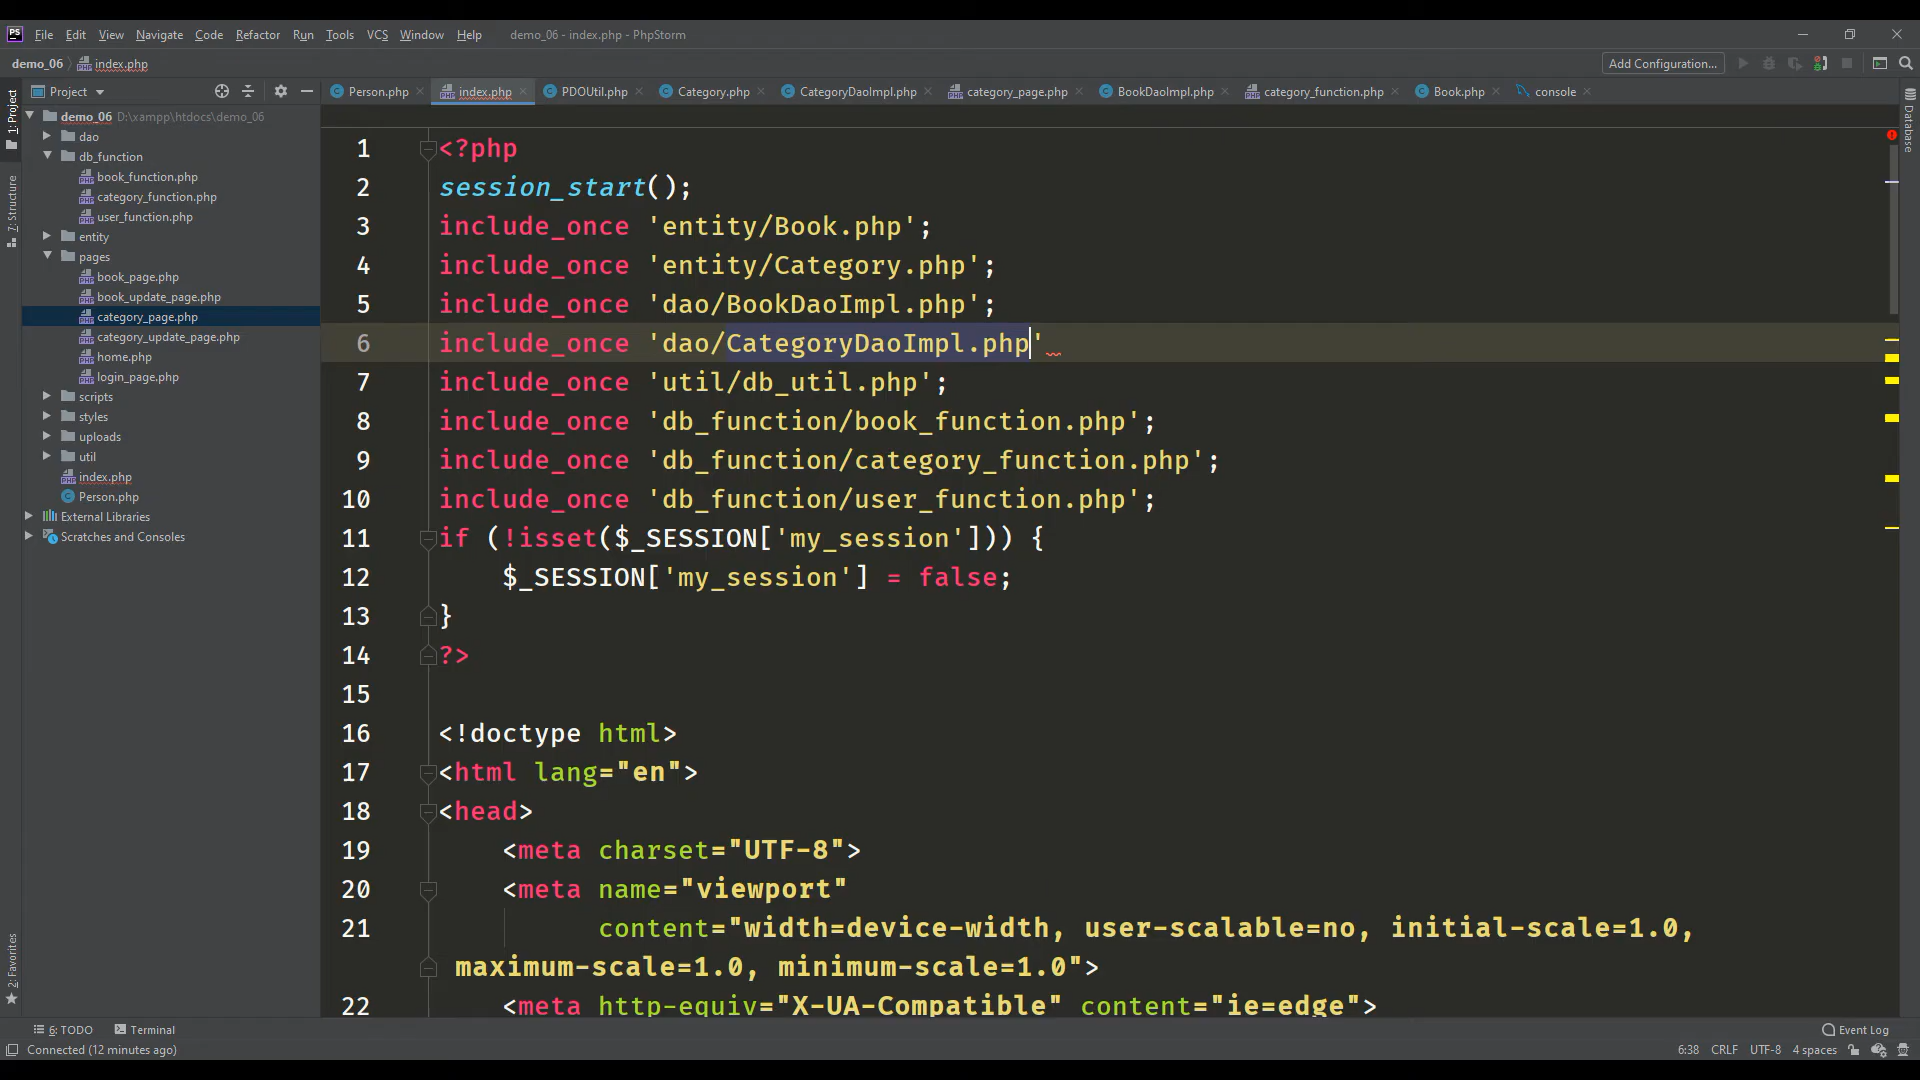 PS File Edit View Navigate Code Refactor Run Tools VCS Window Help demo_06 - index.php - PhpStorm
demo_06 index.php Add Configuration...
Project Person.php index.php PDOUtil.php Category.php CategoryDaoImpl.php category_page.php BookDaoImpl.php category_function.php Book.php console
1: Project
7: Structure
2: Favorites
Database
demo_06 D:\xampp\htdocs\demo_06
dao
db_function
book_function.php
category_function.php
user_function.php
entity
pages
book_page.php
book_update_page.php
category_page.php
category_update_page.php
home.php
login_page.php
scripts
styles
uploads
util
index.php
Person.php
External Libraries
Scratches and Consoles
1 <?php
2 session_start();
3 include_once 'entity/Book.php';
4 include_once 'entity/Category.php';
5 include_once 'dao/BookDaoImpl.php';
6 include_once 'dao/CategoryDaoImpl.php'
7 include_once 'util/db_util.php';
8 include_once 'db_function/book_function.php';
9 include_once 'db_function/category_function.php';
10 include_once 'db_function/user_function.php';
11 if (!isset($_SESSION['my_session'])) {
12 $_SESSION['my_session'] = false;
13 }
14 ?>
15
16 <!doctype html>
17 <html lang="en">
18 <head>
19 <meta charset="UTF-8">
20 <meta name="viewport"
21 content="width=device-width, user-scalable=no, initial-scale=1.0,
maximum-scale=1.0, minimum-scale=1.0">
22 <meta http-equiv="X-UA-Compatible" content="ie=edge">
6: TODO Terminal Event Log
Connected (12 minutes ago) 6:38 CRLF UTF-8 4 spaces